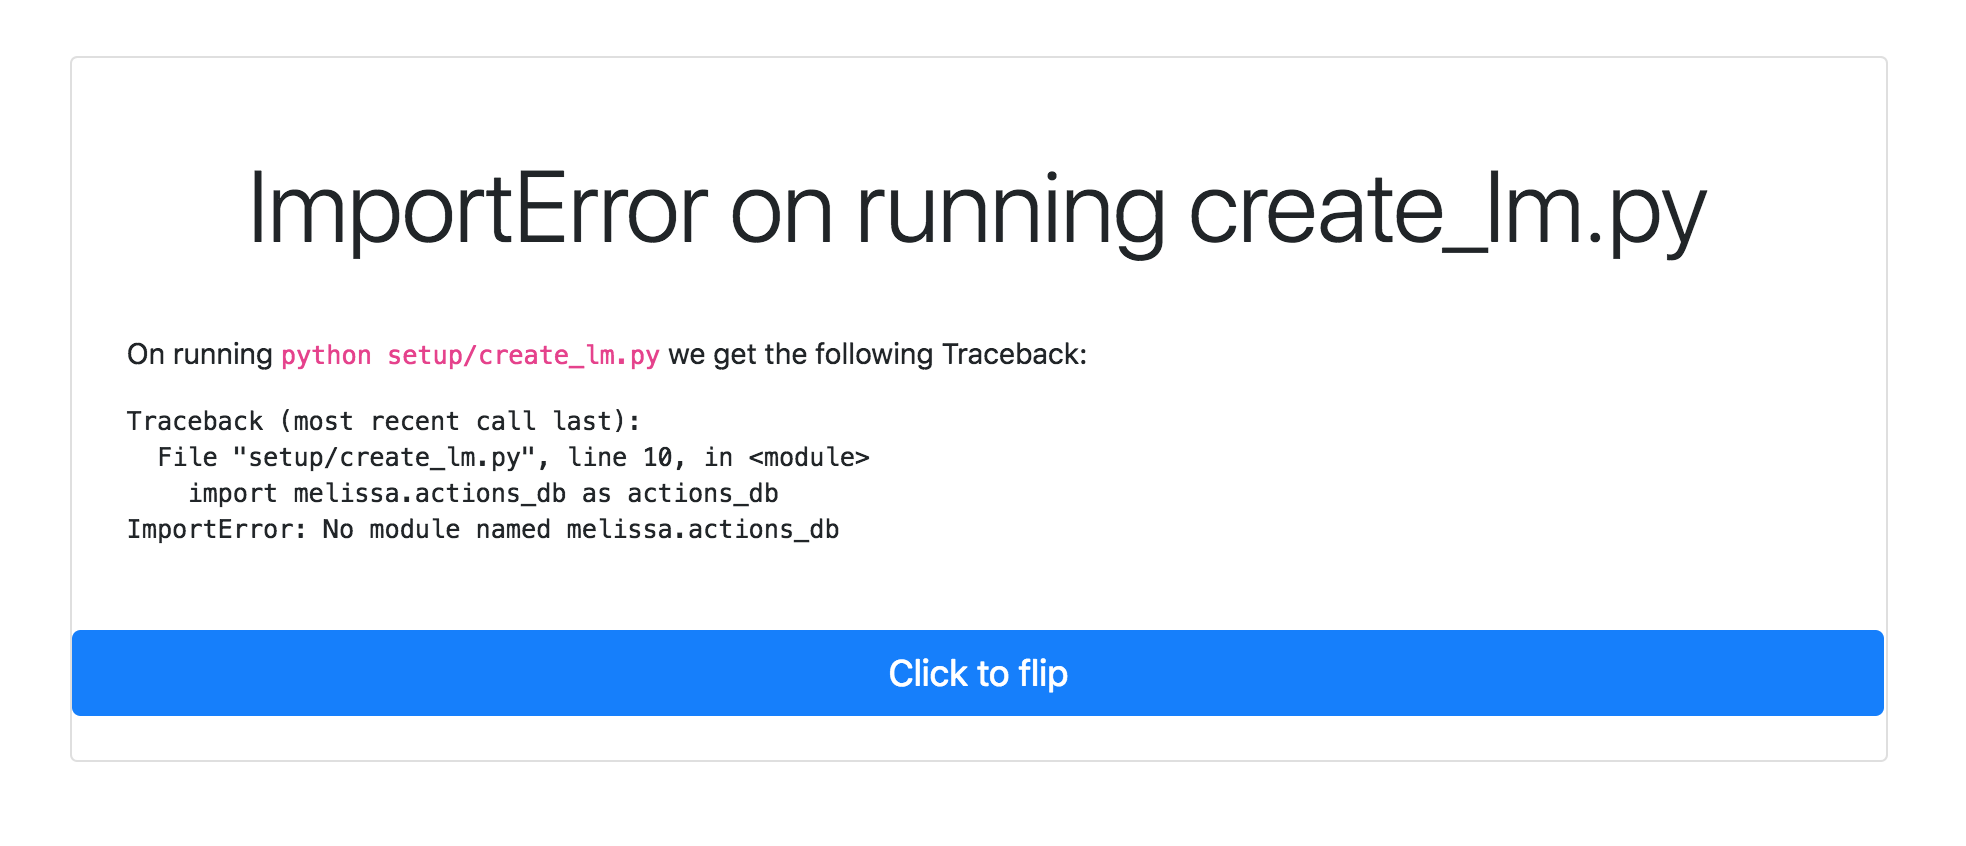 ImportError on running create_lm.py
On running python setup/create_lm.py we get the following Traceback:
Traceback (most recent call last):
  File "setup/create_lm.py", line 10, in <module>
    import melissa.actions_db as actions_db
ImportError: No module named melissa.actions_db
Click to flip